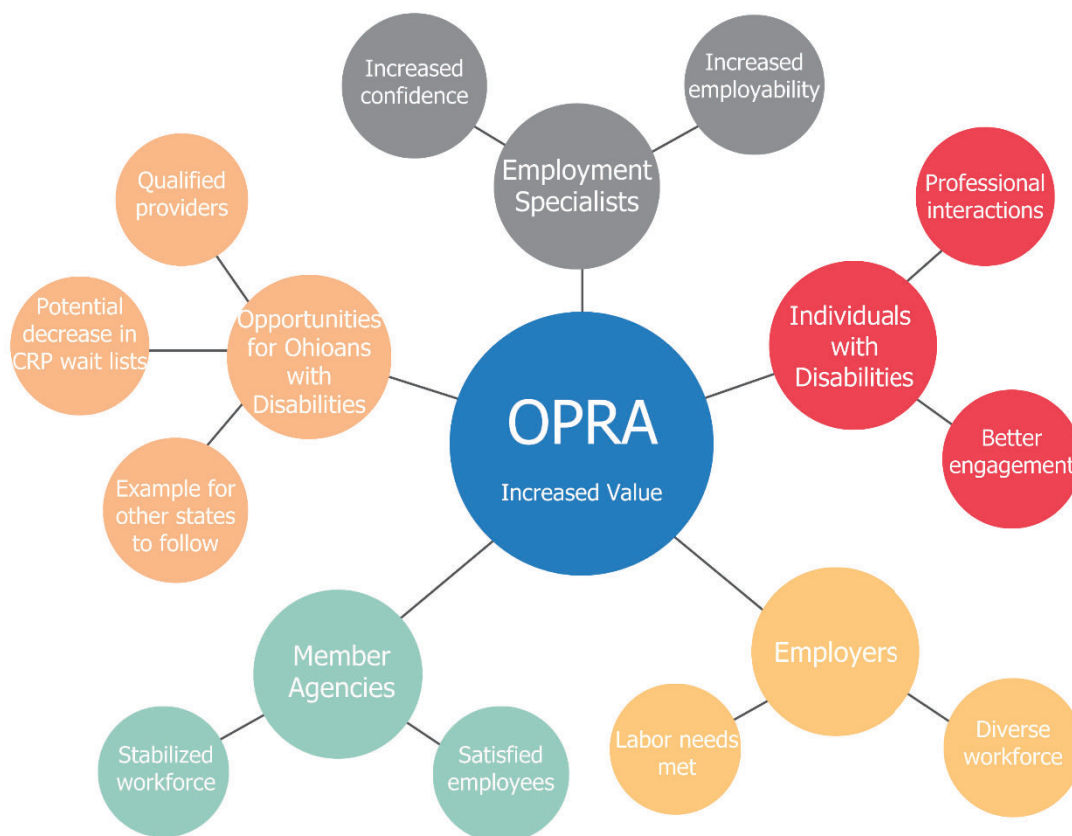 Increased
confidence
Increased
employability
Employment
Specialists
Qualified
providers
Potential
decrease in
CRP wait lists
Example for
other states
to follow
Opportunities
for Ohioans
with
Disabilities
Professional
interactions
Individuals
with
Disabilities
Better
engagement
OPRA
Increased Value
Member
Agencies
Stabilized
workforce
Satisfied
employees
Employers
Labor needs
met
Diverse
workforce